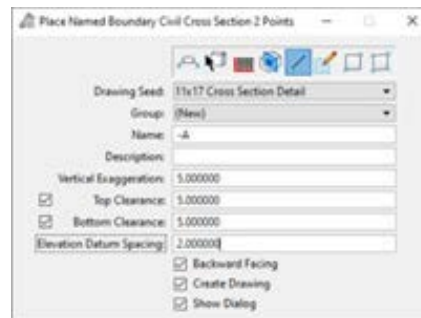 Place Named Boundary Civil Cross Section 2 Points
Drawing Seed: 11x17 Cross Section Detail
Group: (New)
Name: -A
Description:
Vertical Exaggeration: 5.000000
Top Clearance: 5.000000
Bottom Clearance: 5.000000
Elevation Datum Spacing: 2.000000
Backward Facing
Create Drawing
Show Dialog